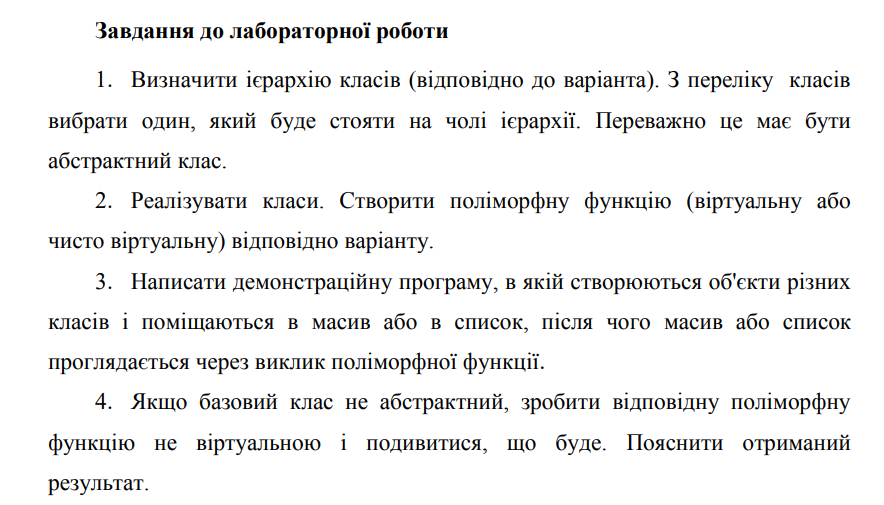 Завдання до лабораторної роботи
1. Визначити ієрархію класів (відповідно до варіанта). З переліку класів
вибрати один, який буде стояти на чолі ієрархії. Переважно це має бути
абстрактний клас.
2. Реалізувати класи. Створити поліморфну функцію (віртуальну або
чисто віртуальну) відповідно варіанту.
3. Написати демонстраційну програму, в якій створюються об'єкти різних
класів і поміщаються в масив або в список, після чого масив або список
проглядається через виклик поліморфної функції.
4. Якщо базовий клас не абстрактний, зробити відповідну поліморфну
функцію не віртуальною і подивитися, що буде. Пояснити отриманий
результат.